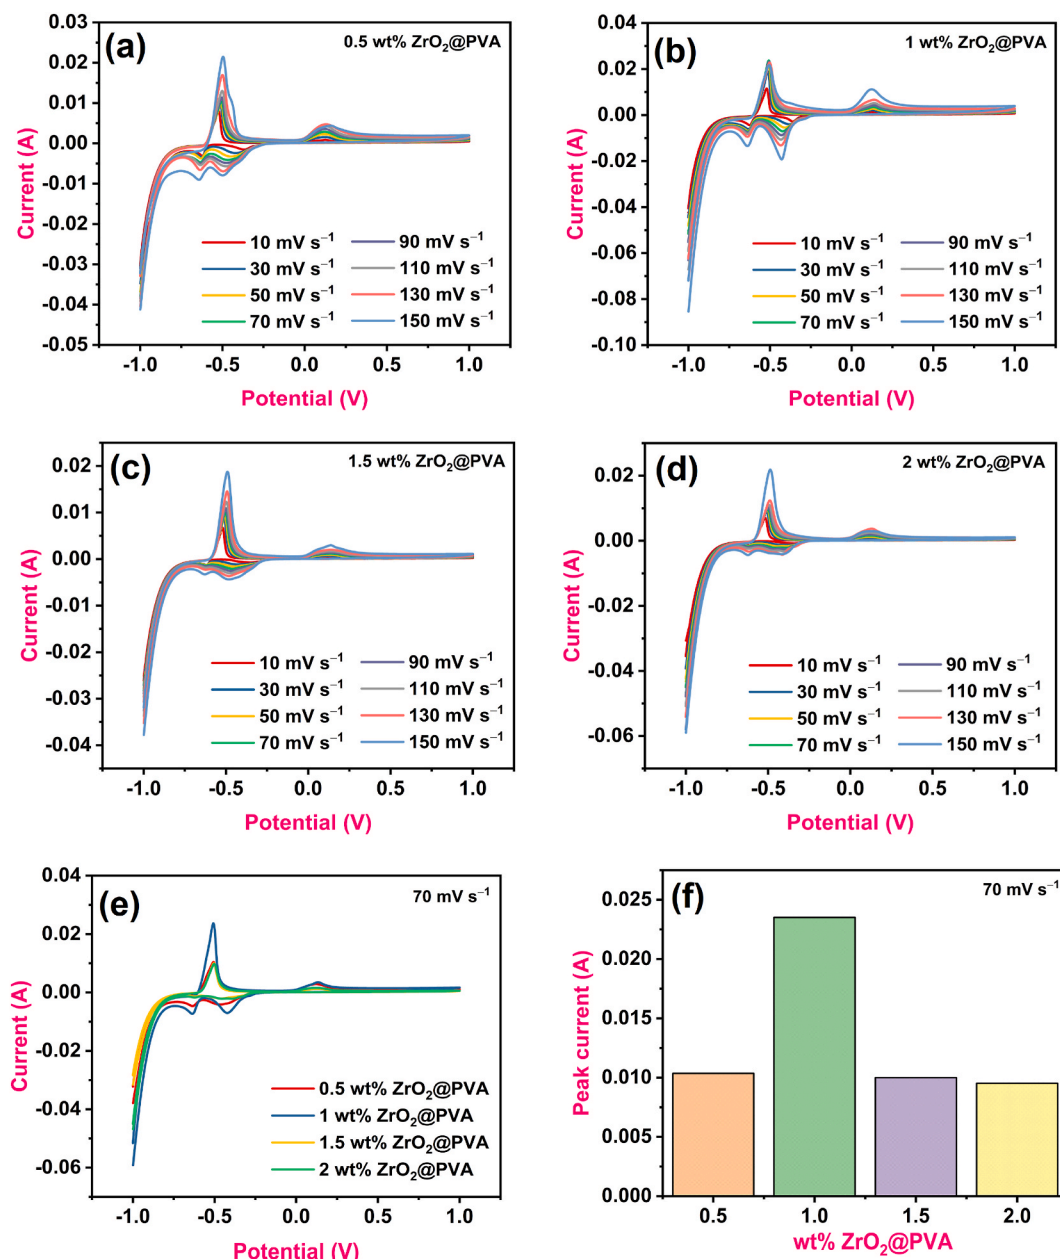 (a)
0.5 wt% ZrO₂@PVA
0.03
0.02
0.01
0.00
-0.01
-0.02
-0.03
-0.04
-0.05
Current (A)
10 mV s⁻¹ 90 mV s⁻¹
30 mV s⁻¹ 110 mV s⁻¹
50 mV s⁻¹ 130 mV s⁻¹
70 mV s⁻¹ 150 mV s⁻¹
-1.0 -0.5 0.0 0.5 1.0
Potential (V)
(b)
1 wt% ZrO₂@PVA
0.04
0.02
0.00
-0.02
-0.04
-0.06
-0.08
-0.10
Current (A)
10 mV s⁻¹ 90 mV s⁻¹
30 mV s⁻¹ 110 mV s⁻¹
50 mV s⁻¹ 130 mV s⁻¹
70 mV s⁻¹ 150 mV s⁻¹
-1.0 -0.5 0.0 0.5 1.0
Potential (V)
(c)
1.5 wt% ZrO₂@PVA
0.02
0.01
0.00
-0.01
-0.02
-0.03
-0.04
Current (A)
10 mV s⁻¹ 90 mV s⁻¹
30 mV s⁻¹ 110 mV s⁻¹
50 mV s⁻¹ 130 mV s⁻¹
70 mV s⁻¹ 150 mV s⁻¹
-1.0 -0.5 0.0 0.5 1.0
Potential (V)
(d)
2 wt% ZrO₂@PVA
0.02
0.00
-0.02
-0.04
-0.06
Current (A)
10 mV s⁻¹ 90 mV s⁻¹
30 mV s⁻¹ 110 mV s⁻¹
50 mV s⁻¹ 130 mV s⁻¹
70 mV s⁻¹ 150 mV s⁻¹
-1.0 -0.5 0.0 0.5 1.0
Potential (V)
(e)
70 mV s⁻¹
0.04
0.02
0.00
-0.02
-0.04
-0.06
Current (A)
0.5 wt% ZrO₂@PVA
1 wt% ZrO₂@PVA
1.5 wt% ZrO₂@PVA
2 wt% ZrO₂@PVA
-1.0 -0.5 0.0 0.5 1.0
Potential (V)
(f)
70 mV s⁻¹
0.025
0.020
0.015
0.010
0.005
0.000
Peak current (A)
0.5 1.0 1.5 2.0
wt% ZrO₂@PVA